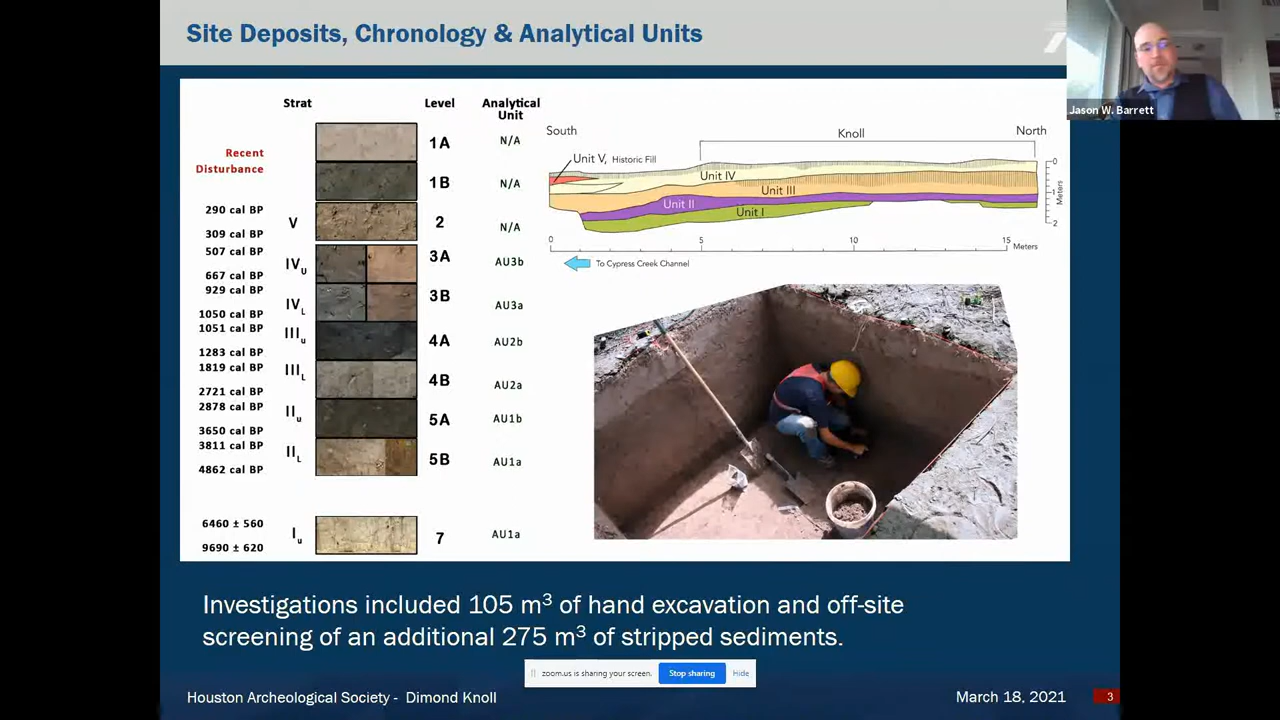 Site Deposits, Chronology & Analytical Units
Jason W. Barrett
Strat
Level
Analytical
Unit
Recent
Disturbance
1A
N/A
1B
N/A
290 cal BP
309 cal BP
V
2
N/A
507 cal BP
667 cal BP
IVU
3A
AU3b
929 cal BP
1050 cal BP
IVL
3B
AU3a
1051 cal BP
1283 cal BP
IIIu
4A
AU2b
1819 cal BP
2721 cal BP
IIIL
4B
AU2a
2878 cal BP
3650 cal BP
IIu
5A
AU1b
3811 cal BP
4862 cal BP
IIL
5B
AU1a
6460 ± 560
9690 ± 620
Iu
7
AU1a
South
Knoll
North
Unit V, Historic Fill
Unit IV
Unit III
Unit II
Unit I
0
1
2
Meters
0
5
10
15
Meters
To Cypress Creek Channel
Investigations included 105 m³ of hand excavation and off-site
screening of an additional 275 m³ of stripped sediments.
zoom.us is sharing your screen.
Stop sharing
Hide
Houston Archeological Society - Dimond Knoll
March 18, 2021
3